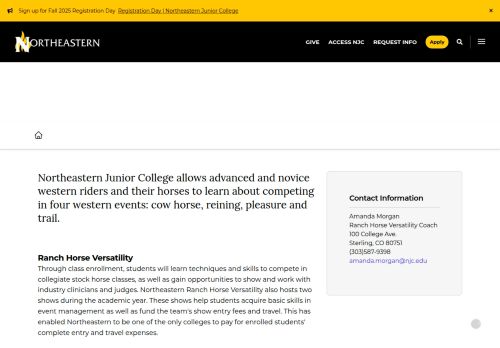 Sign up for Fall 2025 Registration Day Registration Day | Northeastern Junior College ×
NORTHEASTERN GIVE ACCESS NJC REQUEST INFO Apply
Northeastern Junior College allows advanced and novice
western riders and their horses to learn about competing
in four western events: cow horse, reining, pleasure and
trail.
Ranch Horse Versatility
Through class enrollment, students will learn techniques and skills to compete in
collegiate stock horse classes, as well as gain opportunities to show and work with
industry clinicians and judges. Northeastern Ranch Horse Versatility also hosts two
shows during the academic year. These shows help students acquire basic skills in
event management as well as fund the team's show entry fees and travel. This has
enabled Northeastern to be one of the only colleges to pay for enrolled students'
complete entry and travel expenses.
Contact Information
Amanda Morgan
Ranch Horse Versatility Coach
100 College Ave.
Sterling, CO 80751
(303)587-9398
amanda.morgan@njc.edu